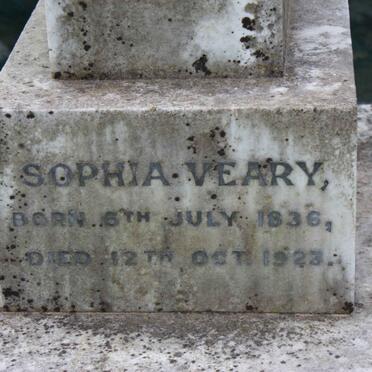 SOPHIA VEARY,
BORN 6TH JULY 1836,
DIED 12TH OCT. 1923.